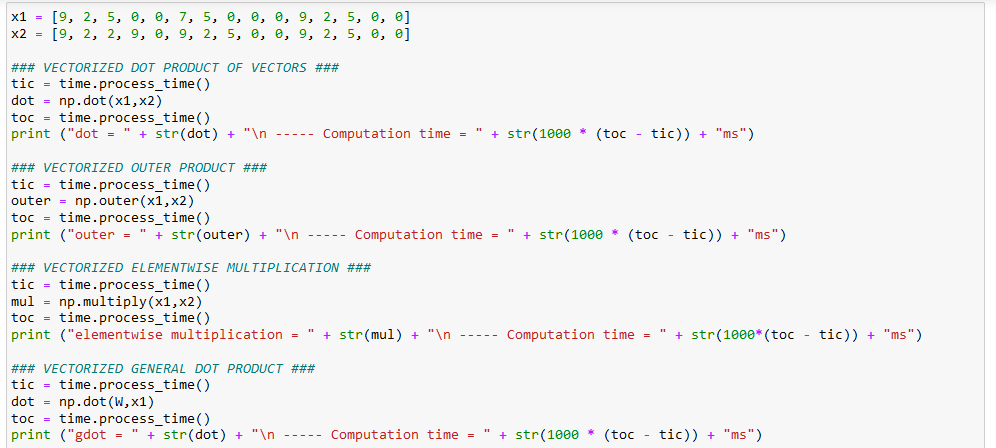 x1 = [9, 2, 5, 0, 0, 7, 5, 0, 0, 0, 9, 2, 5, 0, 0]
x2 = [9, 2, 2, 9, 0, 9, 2, 5, 0, 0, 9, 2, 5, 0, 0]
### VECTORIZED DOT PRODUCT OF VECTORS ###
tic = time.process_time()
dot = np.dot(x1,x2)
toc = time.process_time()
print ("dot = " + str(dot) + "\n ----- Computation time = " + str(1000 * (toc - tic)) + "ms")
### VECTORIZED OUTER PRODUCT ###
tic = time.process_time()
outer = np.outer(x1,x2)
toc = time.process_time()
print ("outer = " + str(outer) + "\n ----- Computation time = " + str(1000 * (toc - tic)) + "ms")
### VECTORIZED ELEMENTWISE MULTIPLICATION ###
tic = time.process_time()
mul = np.multiply(x1,x2)
toc = time.process_time()
print ("elementwise multiplication = " + str(mul) + "\n ----- Computation time = " + str(1000*(toc - tic)) + "ms")
### VECTORIZED GENERAL DOT PRODUCT ###
tic = time.process_time()
dot = np.dot(W,x1)
toc = time.process_time()
print ("gdot = " + str(dot) + "\n ----- Computation time = " + str(1000 * (toc - tic)) + "ms")